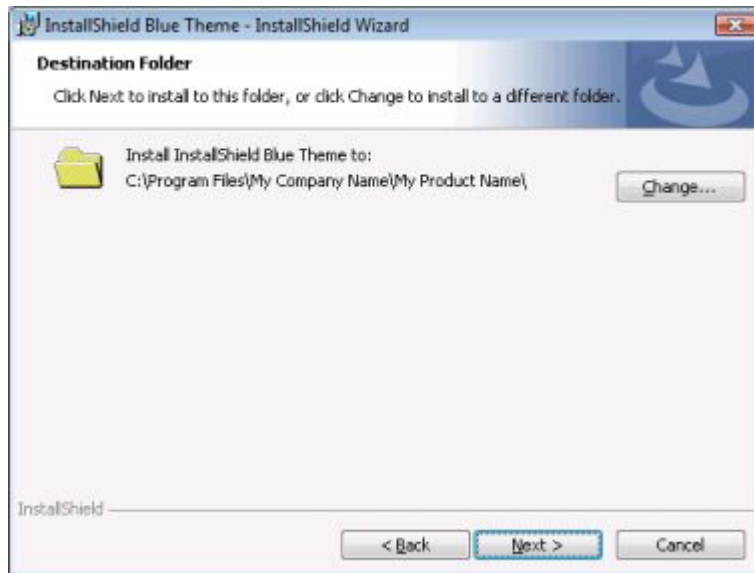 InstallShield Blue Theme - InstallShield Wizard
Destination Folder
Click Next to install to this folder, or click Change to install to a different folder.
Install InstallShield Blue Theme to:
C:\Program Files\My Company Name\My Product Name\
Change...
InstallShield
< Back
Next >
Cancel